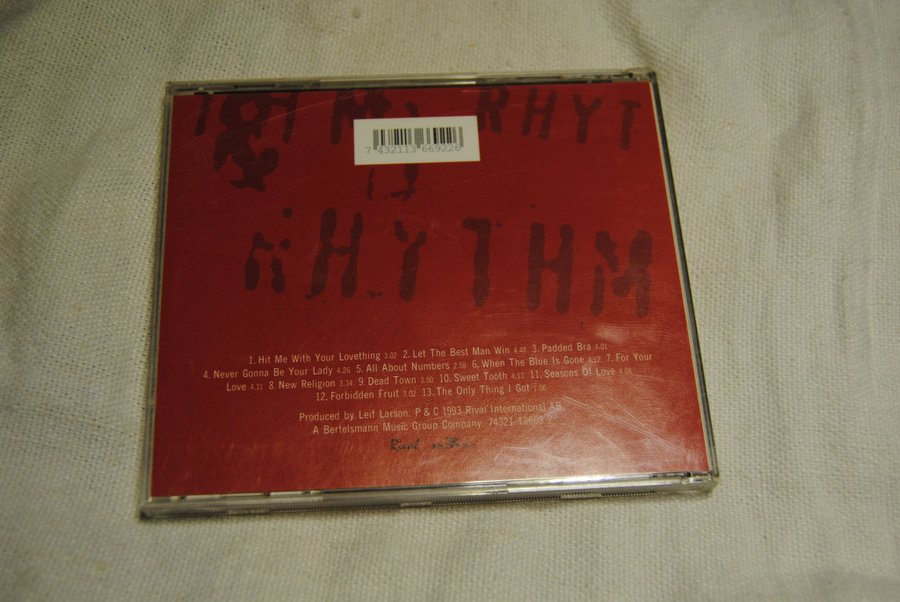 RHYT
7 432113 669226
RHYTHM
1. Hit Me With Your Lovething 3.02 2. Let The Best Man Win 4.48 3. Padded Bra 4.01
4. Never Gonna Be Your Lady 4.26 5. All About Numbers 2.59 6. When The Blue Is Gone 4.12 7. For Your
Love 4.11 8. New Religion 3.34 9. Dead Town 3.50 10. Sweet Tooth 4.13 11. Seasons Of Love 4.08
12. Forbidden Fruit 3.02 13. The Only Thing I Got
Produced by Leif Larson. P & C 1993 Rival International AB.
A Bertelsmann Music Group Company. 74321 13669
Rival